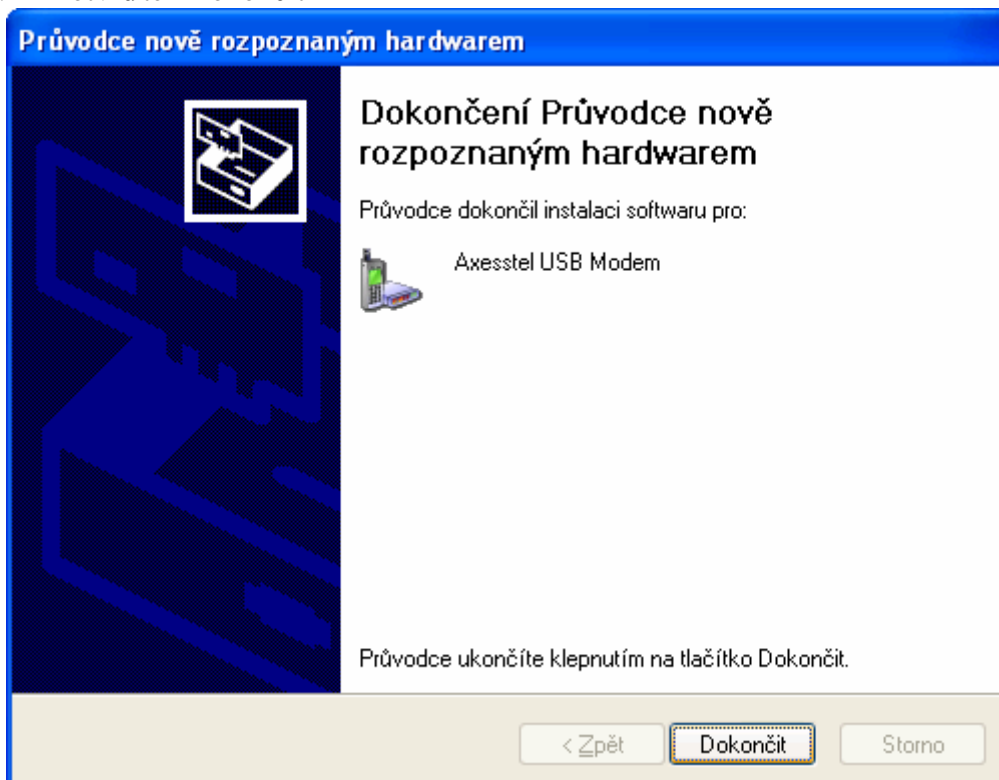 Průvodce nově rozpoznaným hardwarem
Dokončení Průvodce nově
rozpoznaným hardwarem
Průvodce dokončil instalaci softwaru pro:
Axesstel USB Modem
Průvodce ukončíte klepnutím na tlačítko Dokončit.
< Zpět
Dokončit
Storno